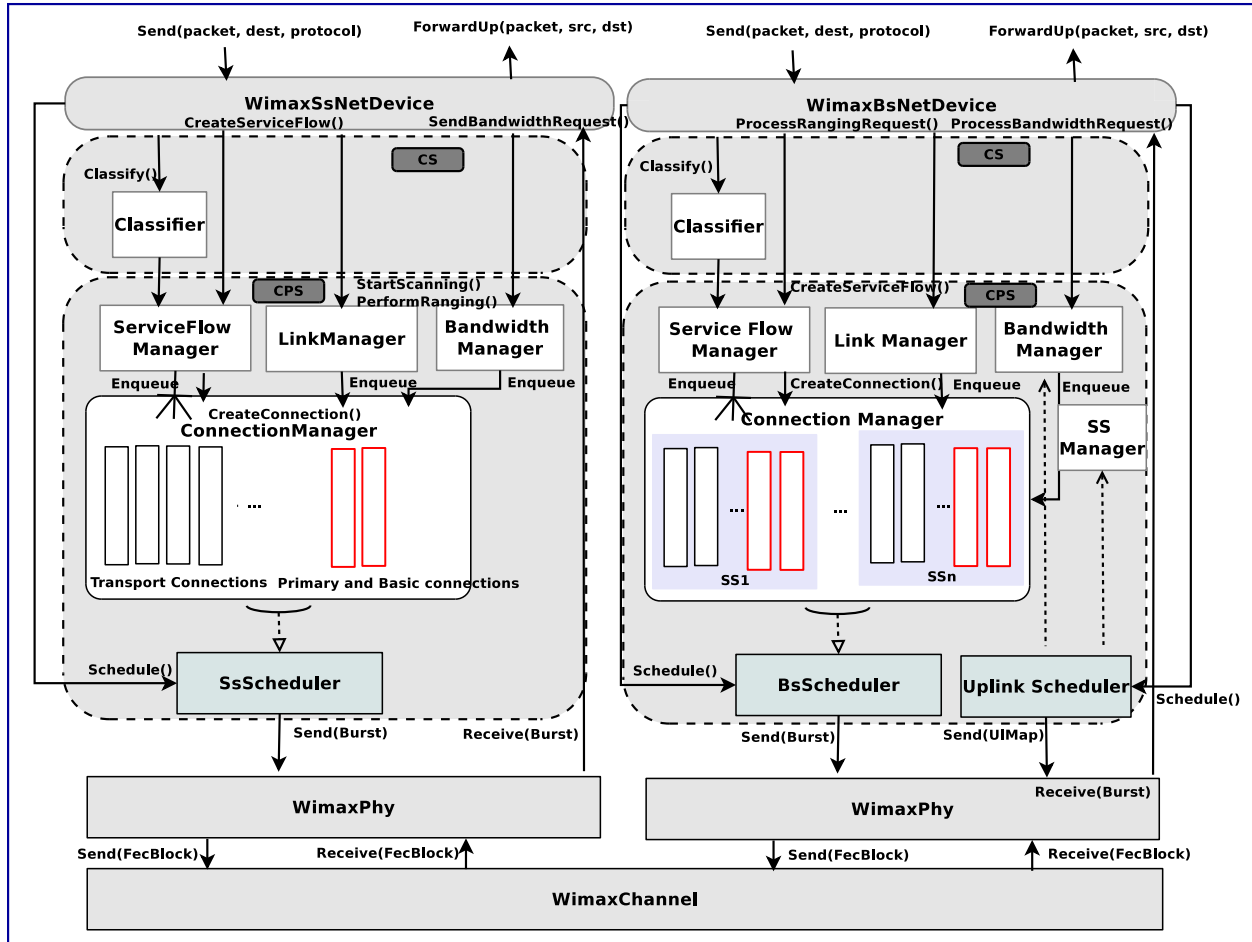 Send(packet, dest, protocol)
ForwardUp(packet, src, dst)
WimaxSsNetDevice
CreateServiceFlow()
SendBandwidthRequest()
CS
Classify()
Classifier
CPS
StartScanning()
PerformRanging()
ServiceFlow
Manager
LinkManager
Bandwidth
Manager
Enqueue
Enqueue
Enqueue
CreateConnection()
ConnectionManager
...
Transport Connections
Primary and Basic connections
Schedule()
SsScheduler
Send(Burst)
Receive(Burst)
WimaxPhy
Send(FecBlock)
Receive(FecBlock)
Send(packet, dest, protocol)
ForwardUp(packet, src, dst)
WimaxBsNetDevice
ProcessRangingRequest()
ProcessBandwidthRequest()
CS
Classify()
Classifier
CreateServiceFlow()
CPS
Service Flow
Manager
Link Manager
Bandwidth
Manager
Enqueue
CreateConnection()
Enqueue
Enqueue
Connection Manager
SS
Manager
...
...
...
SS1
SSn
Schedule()
BsScheduler
Uplink Scheduler
Schedule()
Send(Burst)
Send(UlMap)
WimaxPhy
Receive(Burst)
Send(FecBlock)
Receive(FecBlock)
WimaxChannel